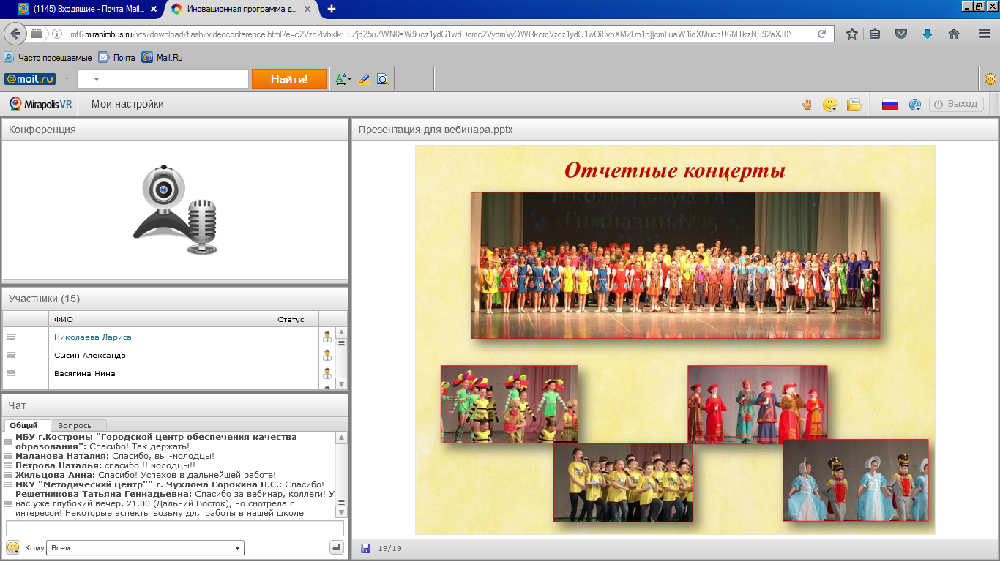 (1145) Входящие - Почта Mail...
Иновационная программа д...
mf6.miranimbus.ru/vfs/download/flash/videoconference.html?e=
Часто посещаемые
Почта
Mail.Ru
@mail.ru
Найти!
Mirapolis VR
Мои настройки
Выход
Конференция
Участники (15)
ФИО
Статус
Николаева Лариса
Сысин Александр
Васягина Нина
Чат
Общий
Вопросы
МБУ г.Костромы "Городской центр обеспечения качества
образования": Спасибо! Так держать!
Маланова Наталия: Спасибо, вы -молодцы!
Петрова Наталья: спасибо !! молодцы!!
Жильцова Анна: Спасибо! Успехов в дальнейшей работе!
МКУ "Методический центр"" г. Чухлома Сорокина Н.С.: Спасибо!
Решетникова Татьяна Геннадьевна: Спасибо за вебинар, коллеги! У
нас уже глубокий вечер, 21.00 (Дальний Восток), но смотрела с
интересом! Некоторые аспекты возьму для работы в нашей школе
Кому
Всем
Презентация для вебинара.pptx
Отчетные концерты
Школы искусств
Гимназии №15
19/19